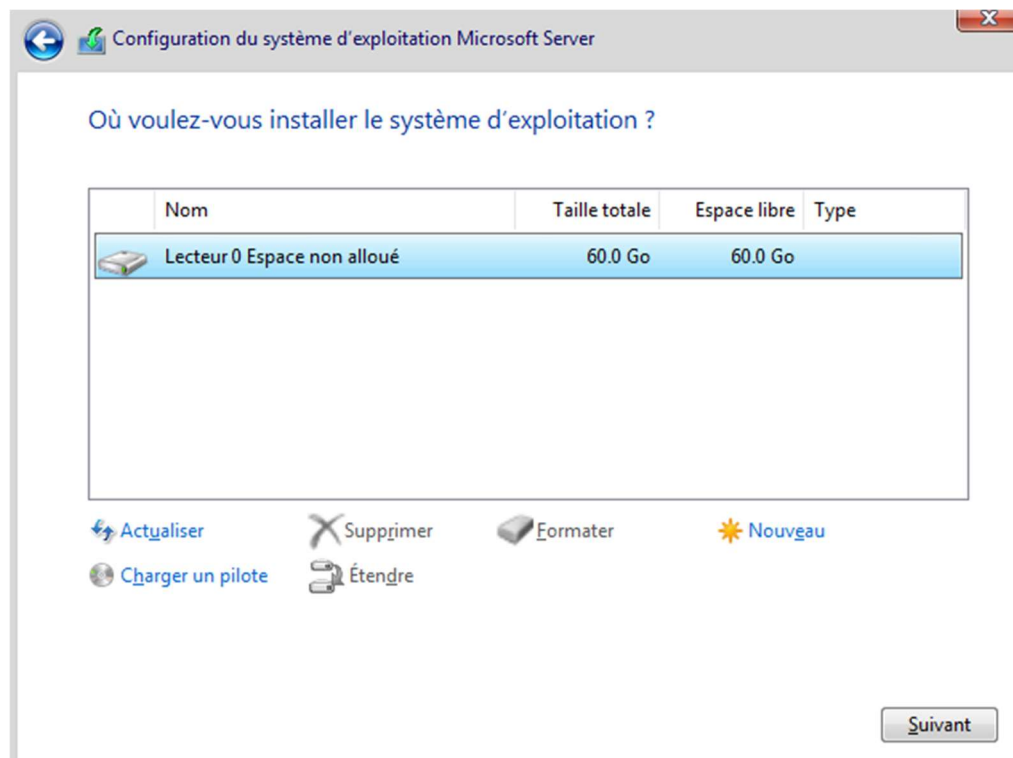 Configuration du système d’exploitation Microsoft Server
Où voulez-vous installer le système d’exploitation ?
Nom Taille totale Espace libre Type
Lecteur 0 Espace non alloué 60.0 Go 60.0 Go
Actualiser Supprimer Formater Nouveau
Charger un pilote Étendre
Suivant